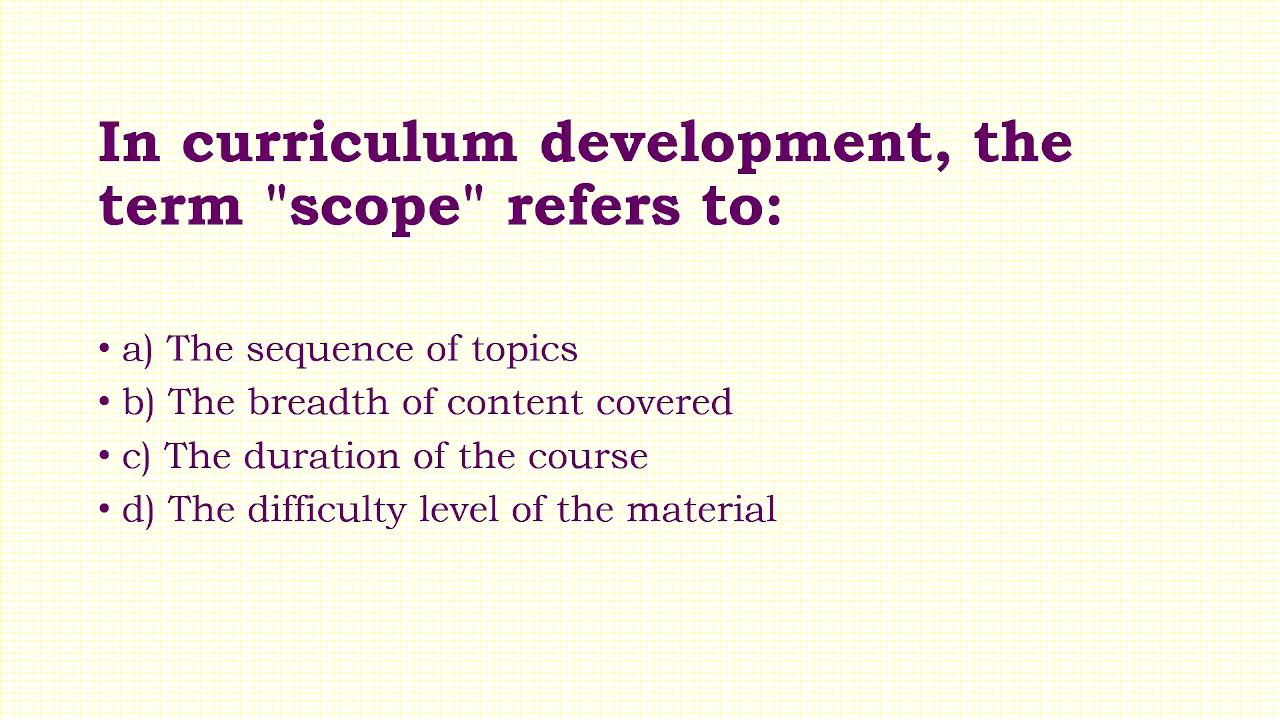 In curriculum development, the
term "scope" refers to:
• a) The sequence of topics
• b) The breadth of content covered
• c) The duration of the course
• d) The difficulty level of the material